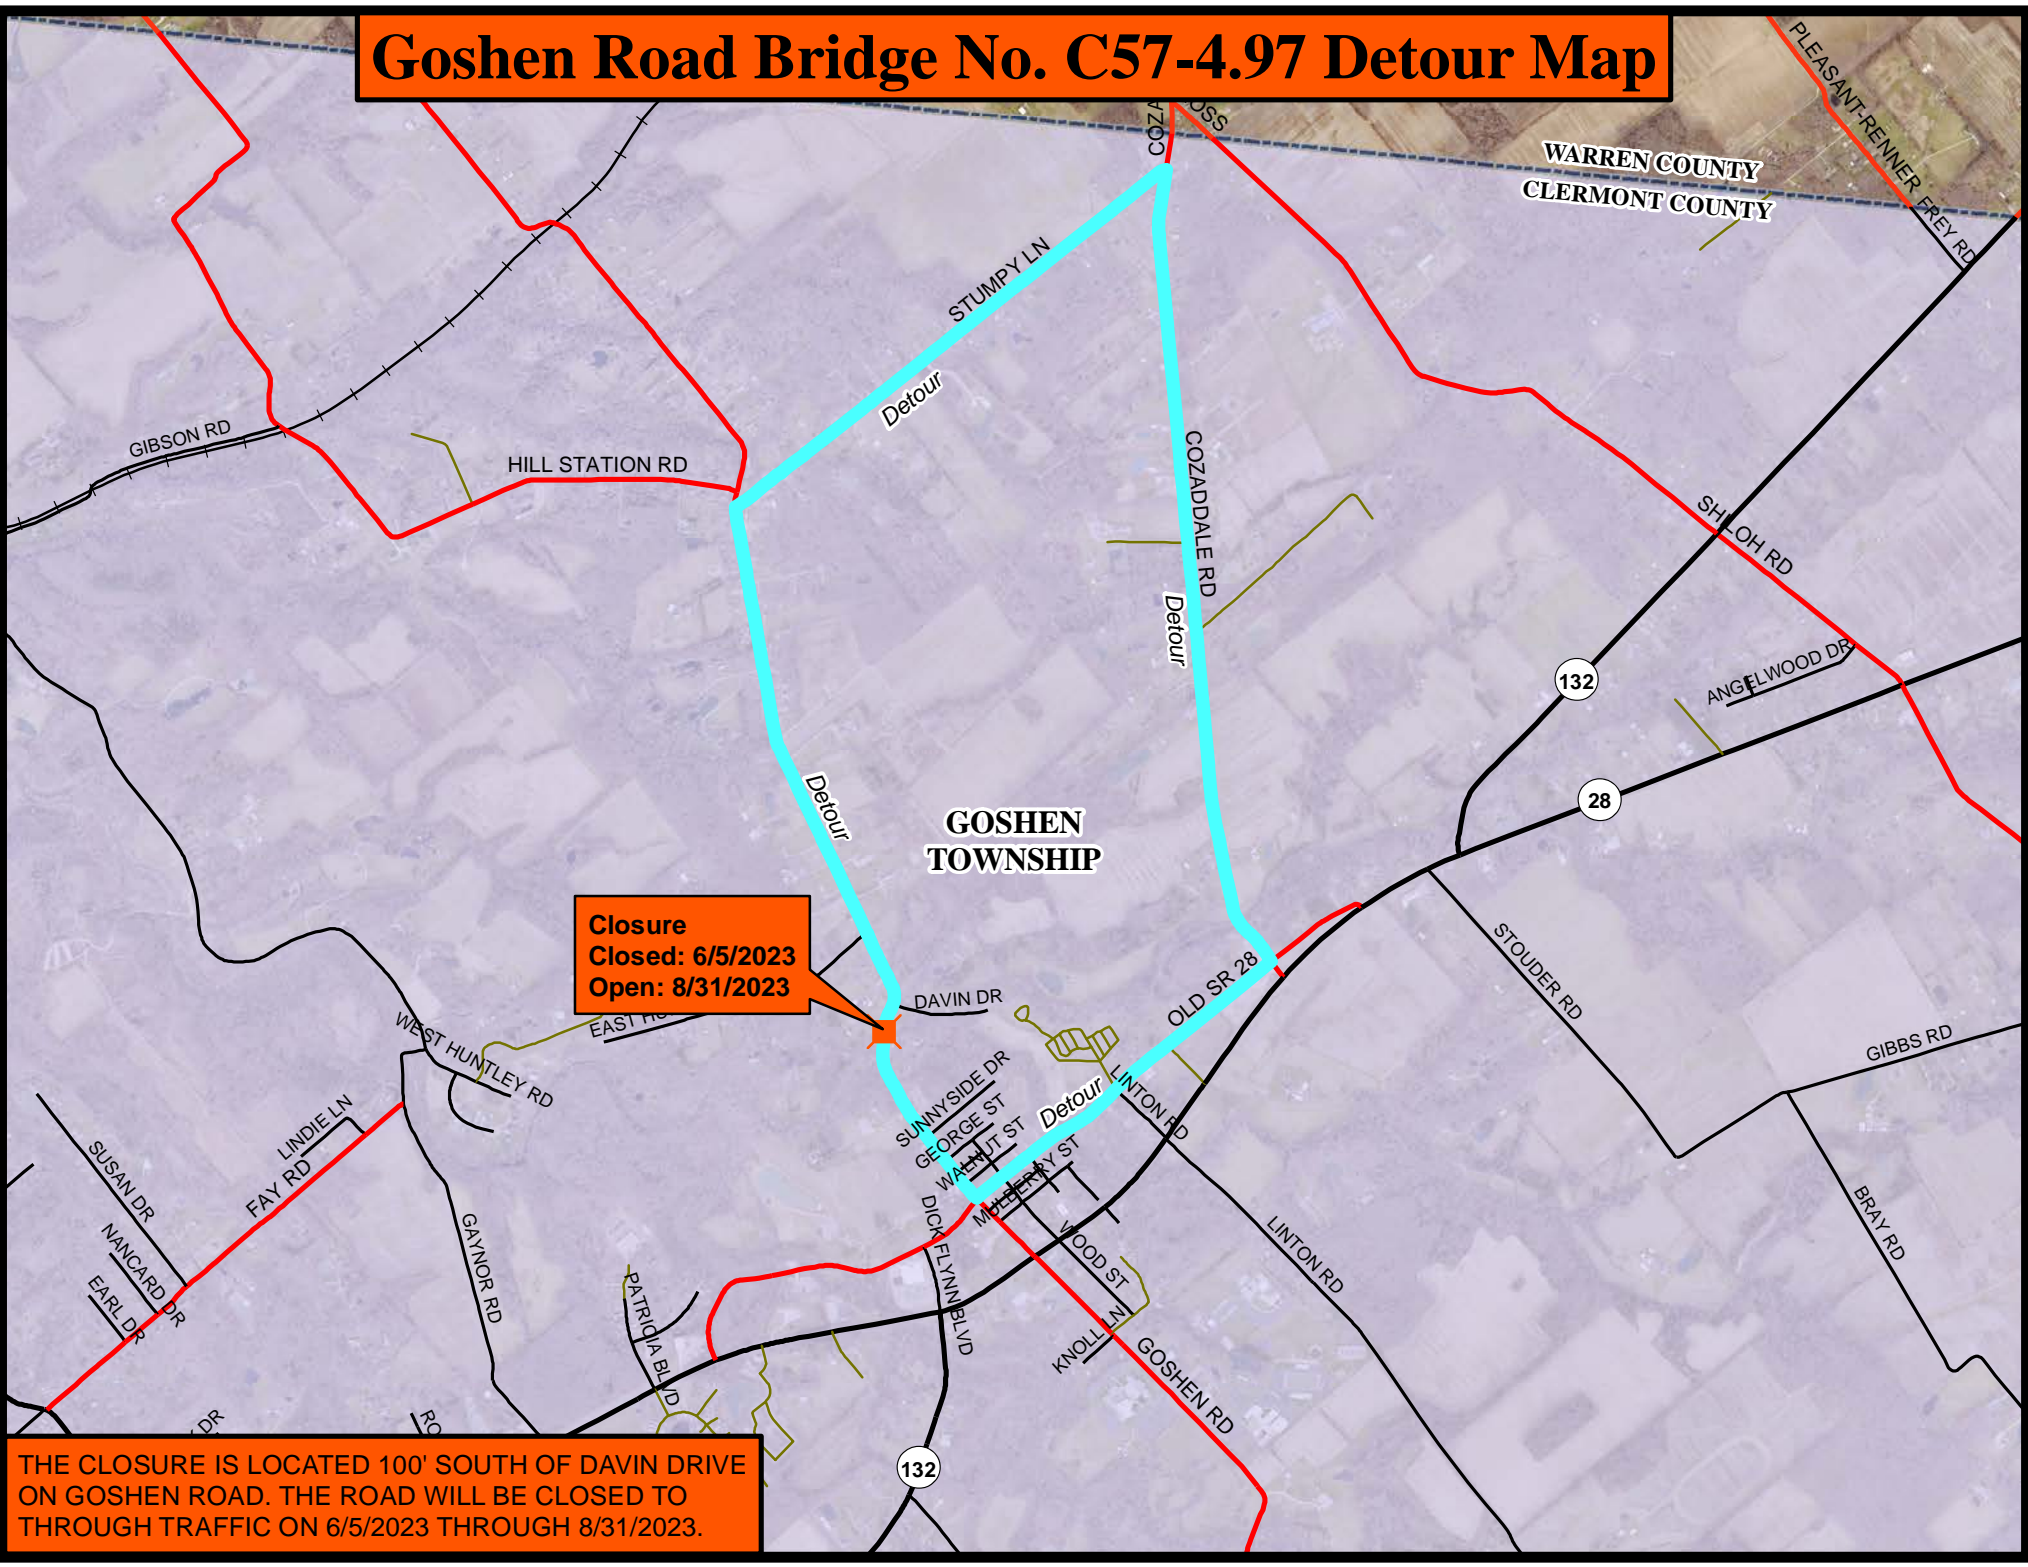 Goshen Road Bridge No. C57-4.97 Detour Map
PLEASANT-RENNER
FREY RD
WARREN COUNTY
CLERMONT COUNTY
STUMPY LN
Detour
GIBSON RD
HILL STATION RD
COZADDALE RD
Detour
SHILOH RD
132
ANGELWOOD DR
28
Detour
GOSHEN
TOWNSHIP
Closure
Closed: 6/5/2023
Open: 8/31/2023
DAVIN DR
EAST
OLD SR 28
STOUDER RD
GIBBS RD
WEST HUNTLEY RD
SUNNYSIDE DR
GEORGE ST
WALNUT ST
MULBERRY ST
Detour
LINTON RD
LINDIE LN
SUSAN DR
FAY RD
NANCARD DR
EARL DR
GAYNOR RD
DICK FLYNN BLVD
WOOD ST
LINTON RD
BRAY RD
PATRICIA BLVD
KNOLL LN
GOSHEN RD
DR
132
THE CLOSURE IS LOCATED 100' SOUTH OF DAVIN DRIVE
ON GOSHEN ROAD. THE ROAD WILL BE CLOSED TO
THROUGH TRAFFIC ON 6/5/2023 THROUGH 8/31/2023.